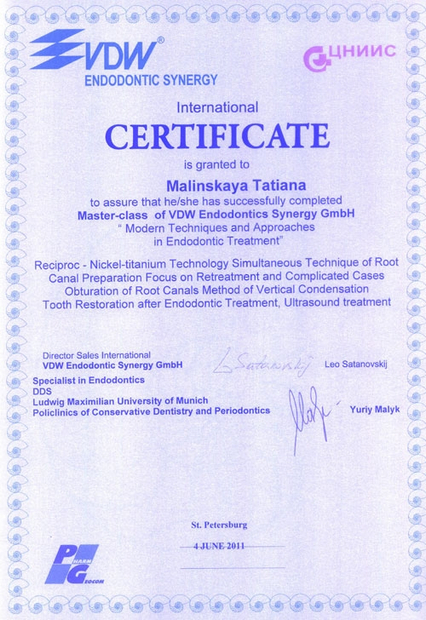 VDW®
ENDODONTIC SYNERGY
ЦНИИС
International
CERTIFICATE
is granted to
Malinskaya Tatiana
to assure that he/she has successfully completed
Master-class of VDW Endodontics Synergy GmbH
“ Modern Techniques and Approaches
in Endodontic Treatment”
Reciproc - Nickel-titanium Technology Simultaneous Technique of Root
Canal Preparation Focus on Retreatment and Complicated Cases
Obturation of Root Canals Method of Vertical Condensation
Tooth Restoration after Endodontic Treatment, Ultrasound treatment
Director Sales International
VDW Endodontic Synergy GmbH
L Satanovskij
Leo Satanovskij
Specialist in Endodontics
DDS
Ludwig Maximilian University of Munich
Policlinics of Conservative Dentistry and Periodontics
Yuriy Malyk
St. Petersburg
4 JUNE 2011